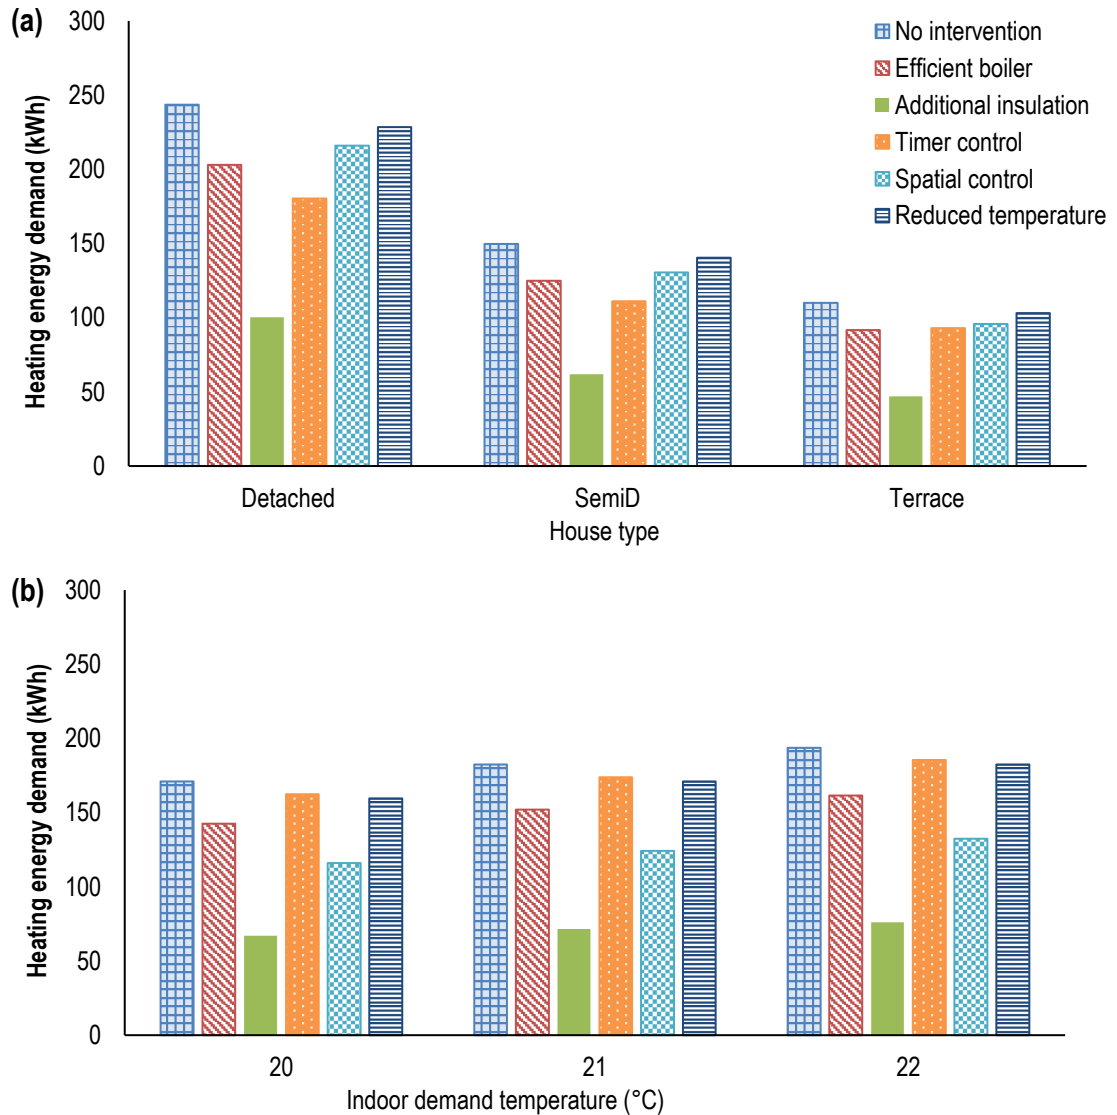 (a)
300
250
200
150
100
50
0
Heating energy demand (kWh)
No intervention
Efficient boiler
Additional insulation
Timer control
Spatial control
Reduced temperature
Detached SemiD Terrace
House type
(b)
300
250
200
150
100
50
0
Heating energy demand (kWh)
20 21 22
Indoor demand temperature (°C)